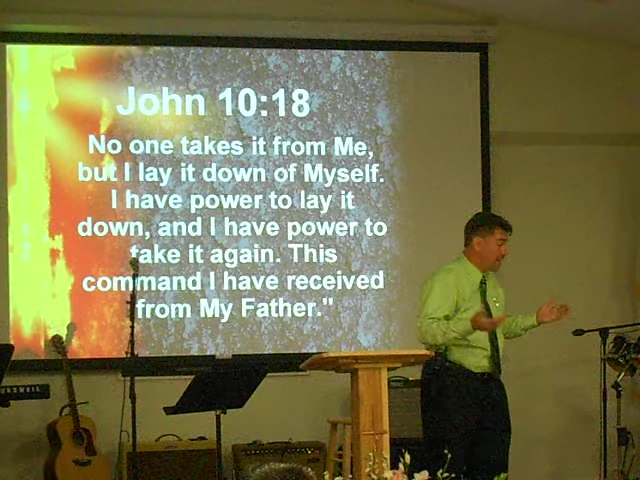 John 10:18
No one takes it from Me,
but I lay it down of Myself.
I have power to lay it
down, and I have power to
take it again. This
command I have received
from My Father."
KURZWEIL